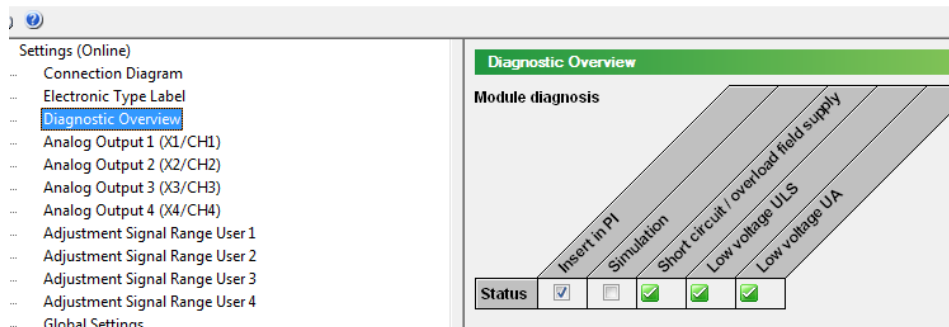 Settings (Online)
Connection Diagram
Electronic Type Label
Diagnostic Overview
Analog Output 1 (X1/CH1)
Analog Output 2 (X2/CH2)
Analog Output 3 (X3/CH3)
Analog Output 4 (X4/CH4)
Adjustment Signal Range User 1
Adjustment Signal Range User 2
Adjustment Signal Range User 3
Adjustment Signal Range User 4
Global Settings
Diagnostic Overview
Module diagnosis
Insert in PI
Simulation
Short circuit / overload field supply
Low voltage ULS
Low voltage UA
Status